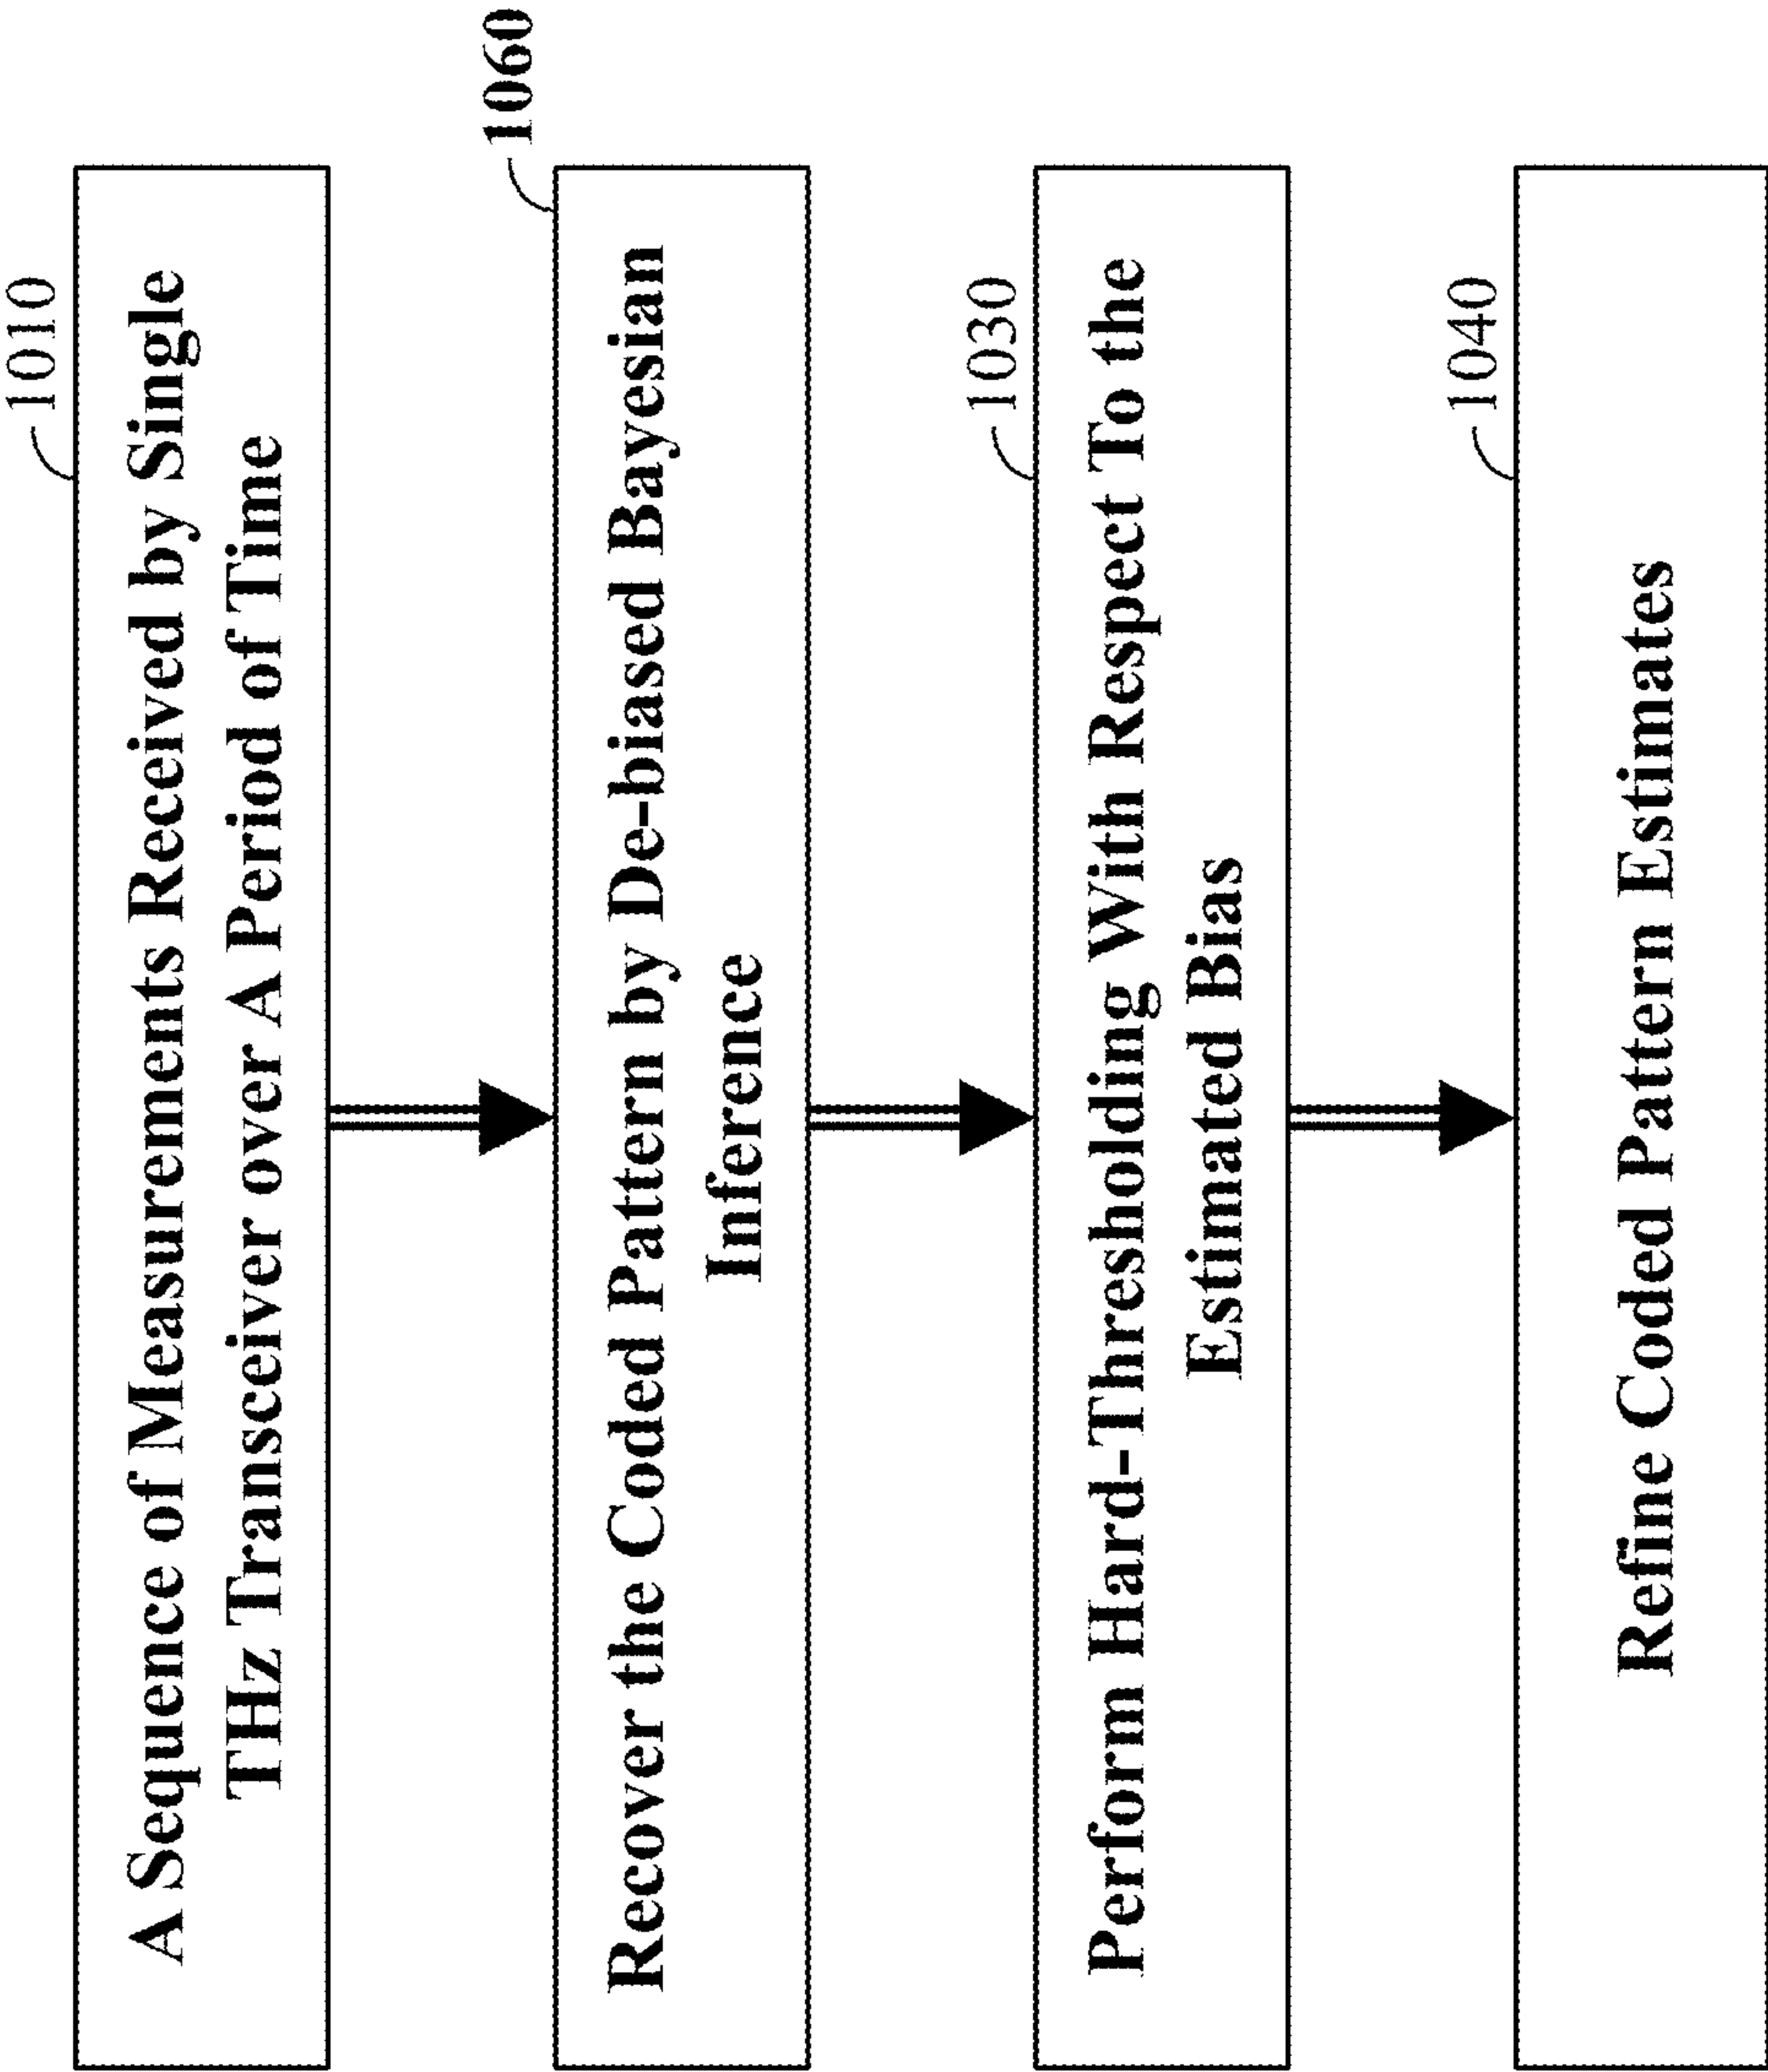 1010
A Sequence of Measurements Received by Single
THz Transceiver over A Period of Time
1060
Recover the Coded Pattern by De-biased Bayesian
Inference
1030
Perform Hard-Thresholding With Respect To the
Estimated Bias
1040
Refine Coded Pattern Estimates